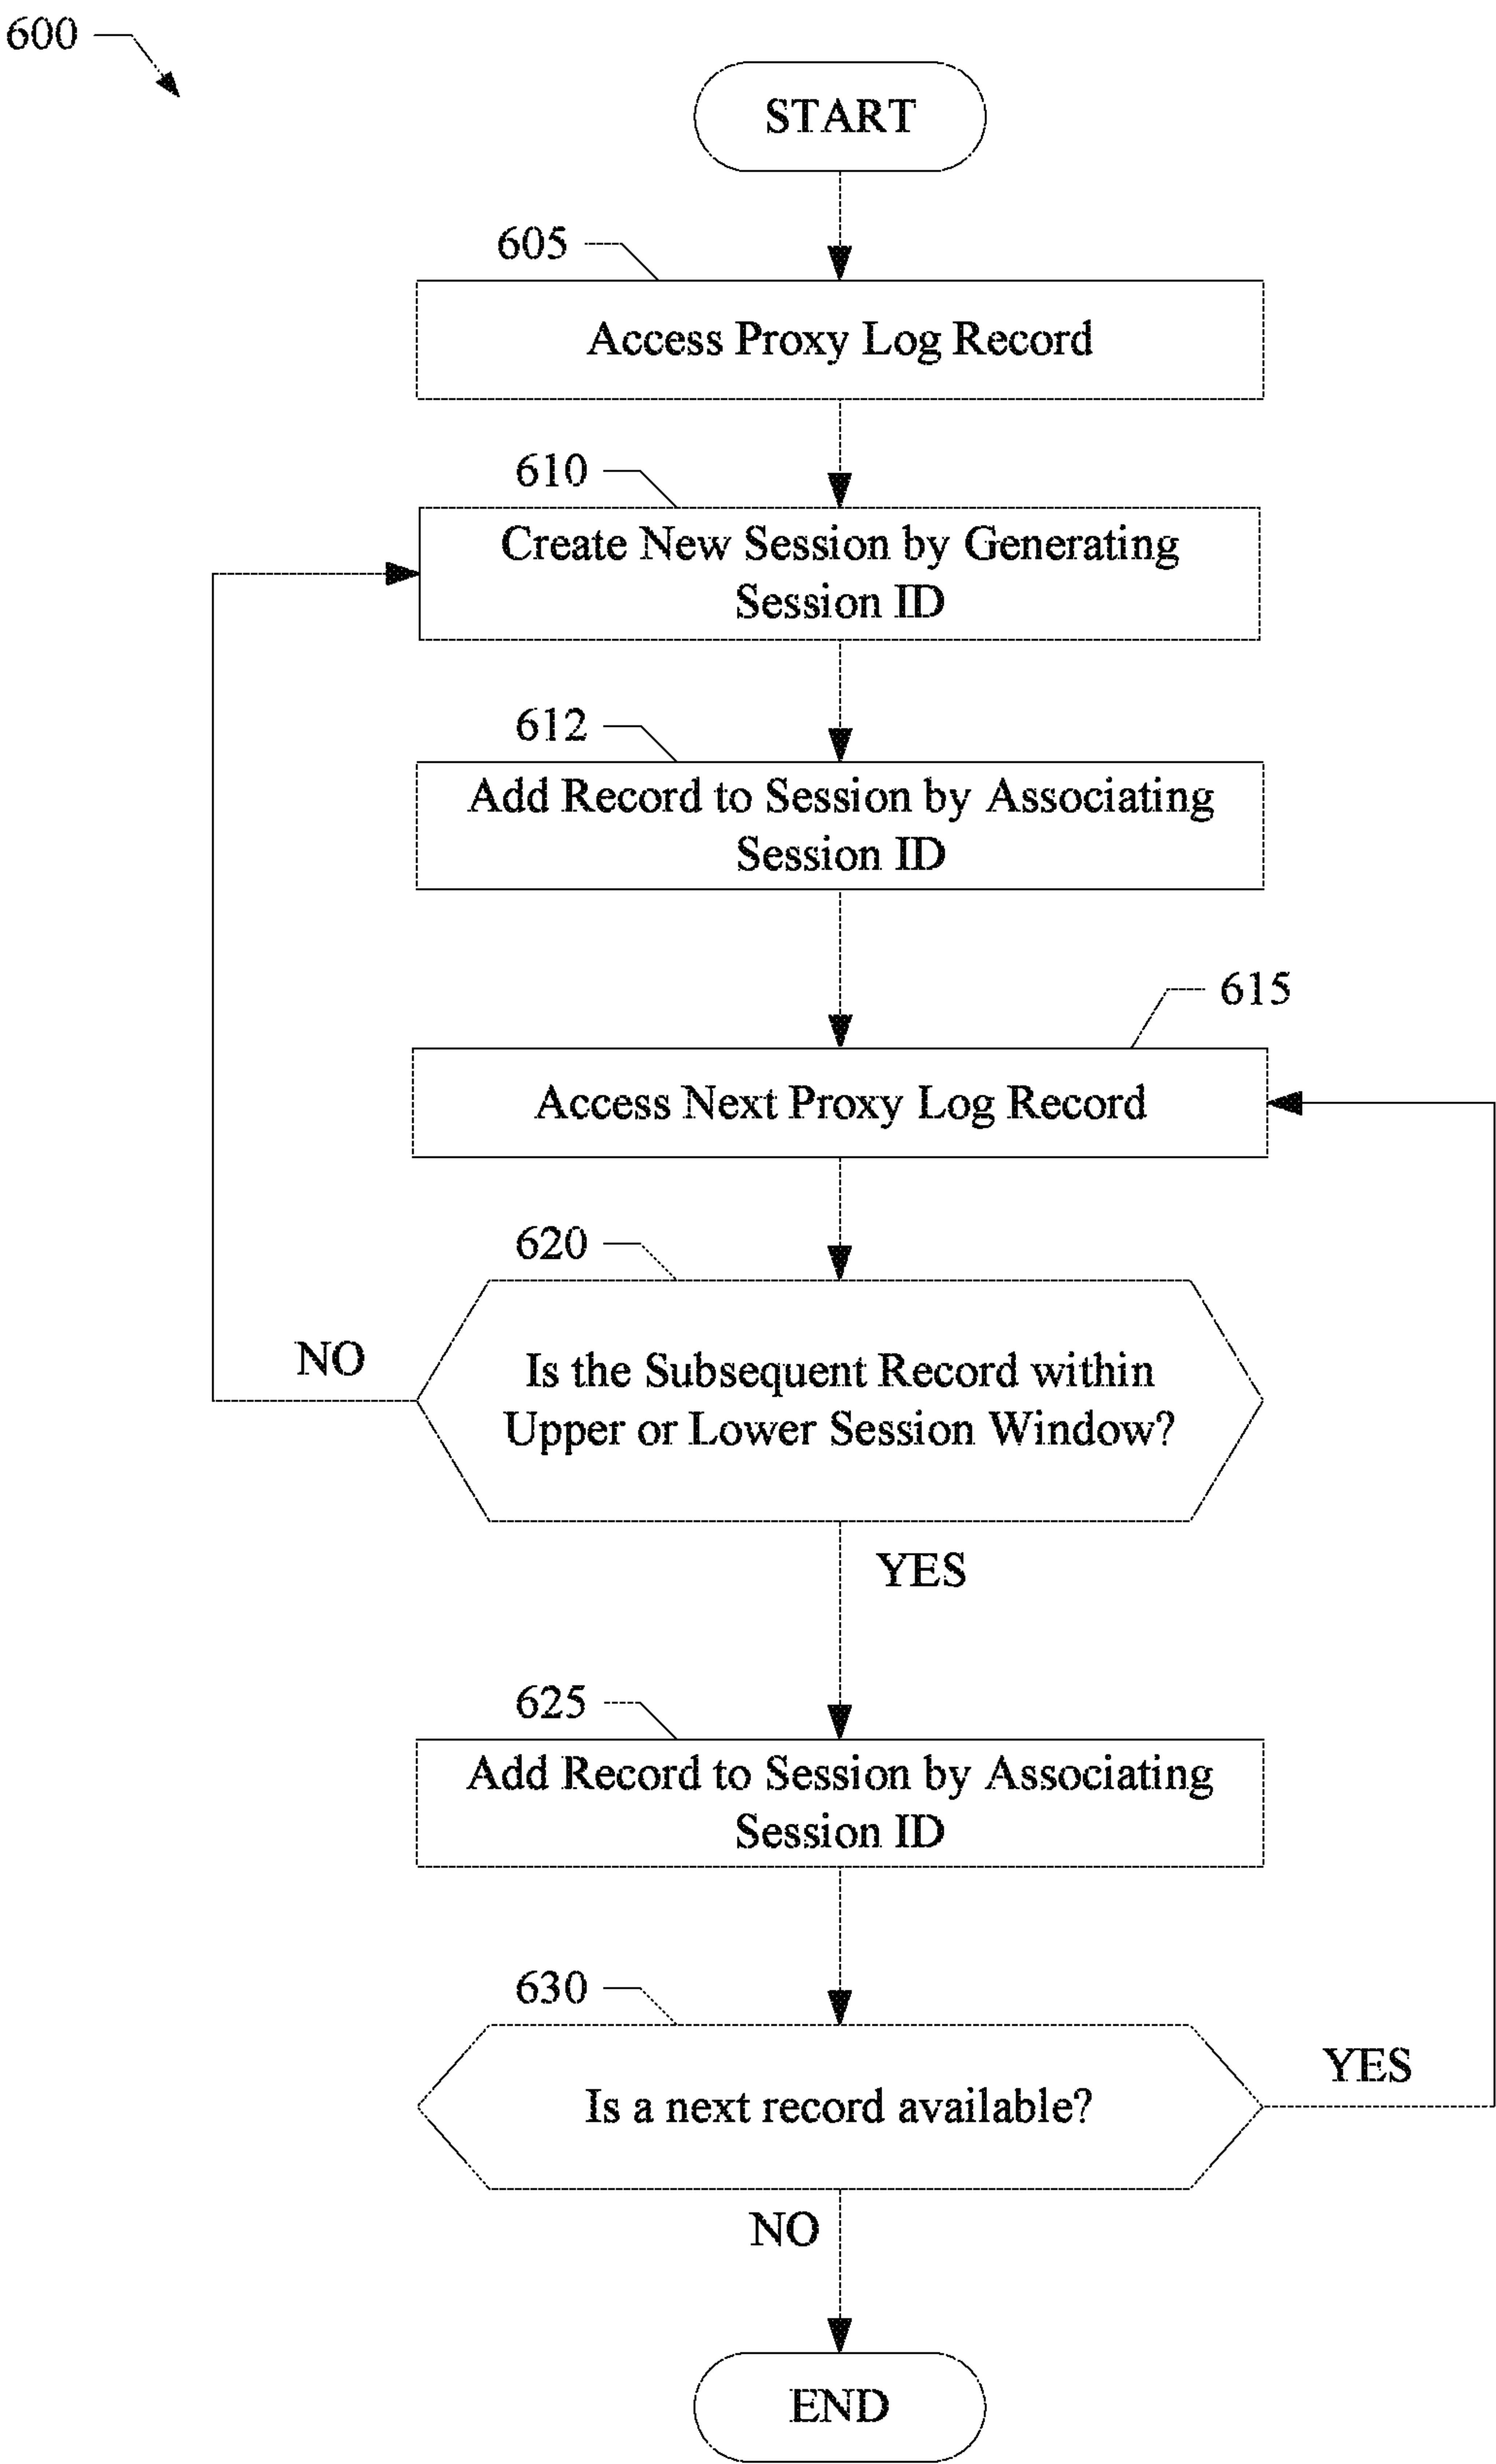 600
START
605
Access Proxy Log Record
610
Create New Session by Generating
Session ID
612
Add Record to Session by Associating
Session ID
615
Access Next Proxy Log Record
620
NO
Is the Subsequent Record within
Upper or Lower Session Window?
YES
625
Add Record to Session by Associating
Session ID
630
YES
Is a next record available?
NO
END